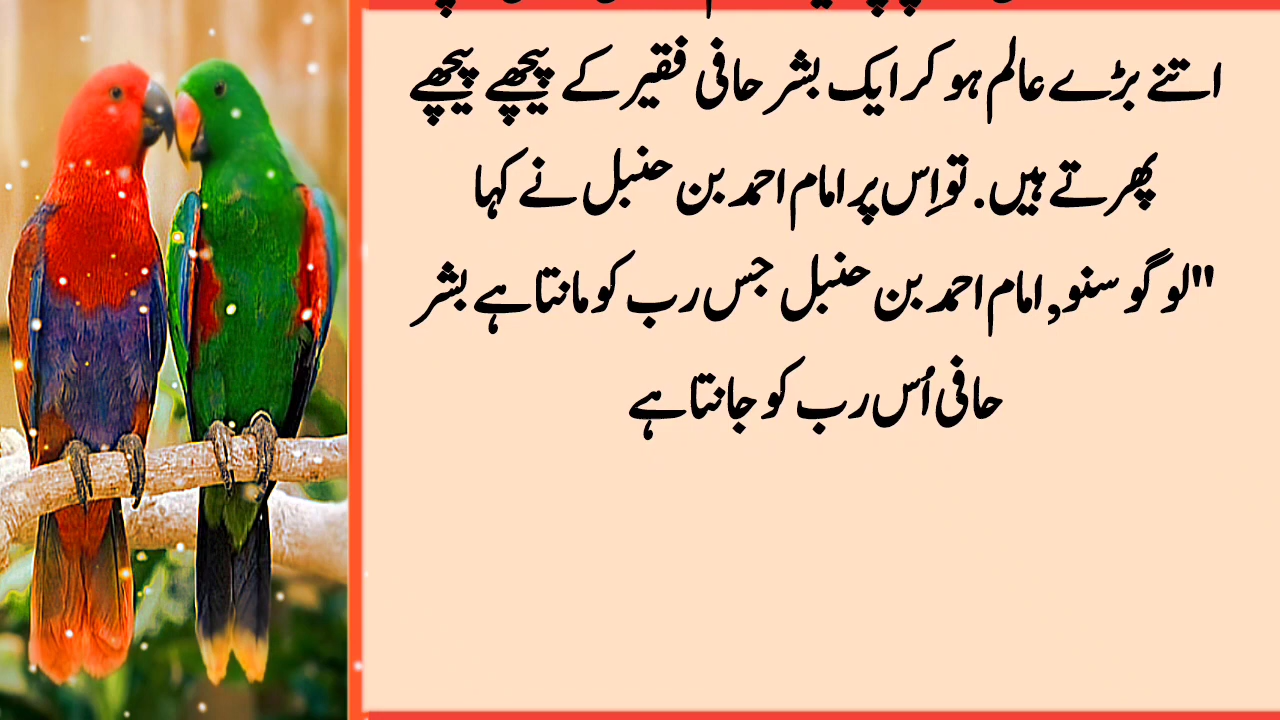 اتنے بڑے عالم ہو کر ایک بشر حافی فقیر کے پیچھے پیچھے
پھرتے ہیں. تو اِس پر امام احمد بن حنبل نے کہا
"لوگو سنو, امام احمد بن حنبل جس رب کو مانتا ہے بشر
حافی اُس رب کو جانتا ہے